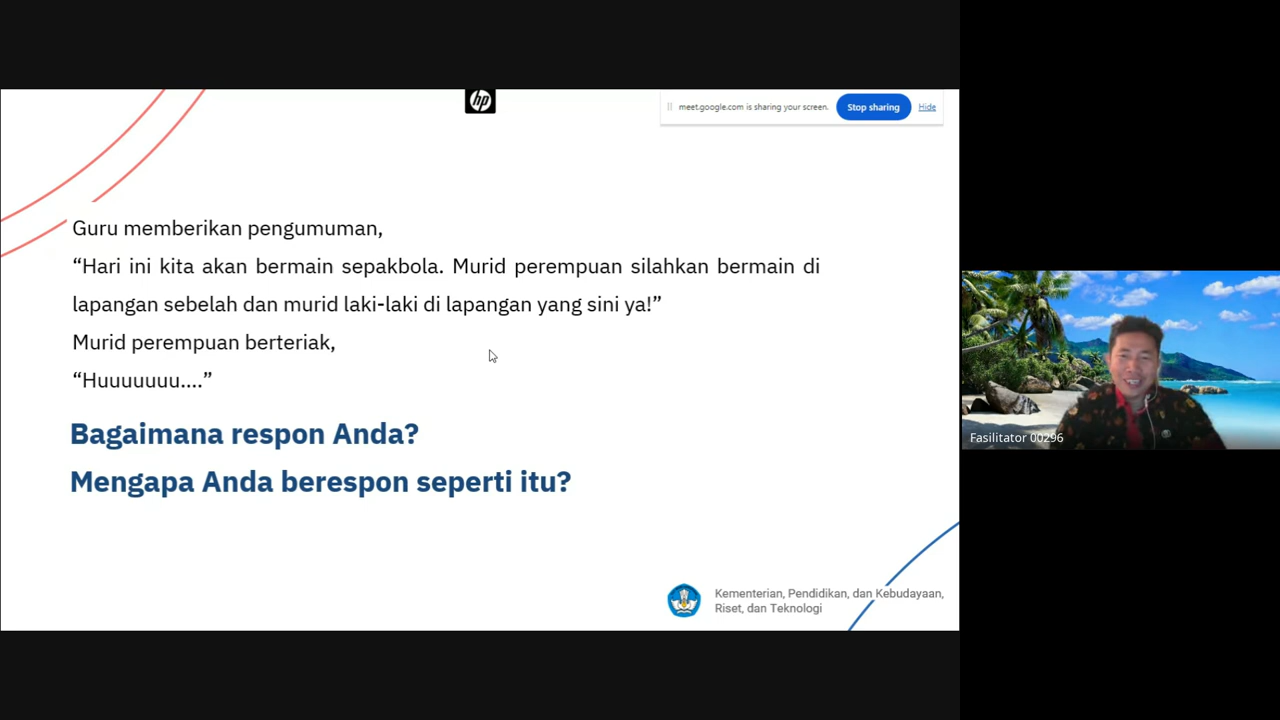 hp
meet.google.com is sharing your screen.
Stop sharing
Hide
Guru memberikan pengumuman,
“Hari ini kita akan bermain sepakbola. Murid perempuan silahkan bermain di
lapangan sebelah dan murid laki-laki di lapangan yang sini ya!”
Murid perempuan berteriak,
“Huuuuuuu....”
Bagaimana respon Anda?
Mengapa Anda berespon seperti itu?
Fasilitator 00296
Kementerian, Pendidikan, dan Kebudayaan,
Riset, dan Teknologi